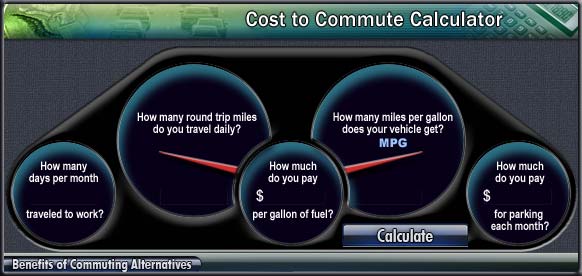 Cost to Commute Calculator
How many round trip miles
do you travel daily?
How many miles per gallon
does your vehicle get?
MPG
How many
days per month
traveled to work?
How much
do you pay
$
per gallon of fuel?
How much
do you pay
$
for parking
each month?
Calculate
Benefits of Commuting Alternatives